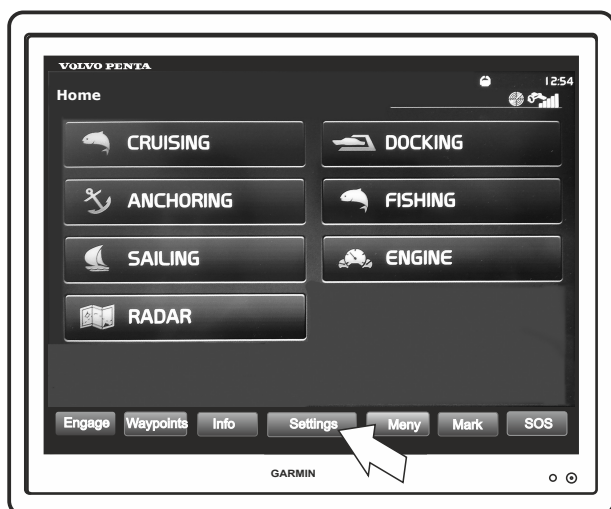 VOLVO PENTA
12:54
Home
CRUISING
DOCKING
ANCHORING
FISHING
SAILING
ENGINE
RADAR
Engage Waypoints Info Settings Meny Mark SOS
GARMIN